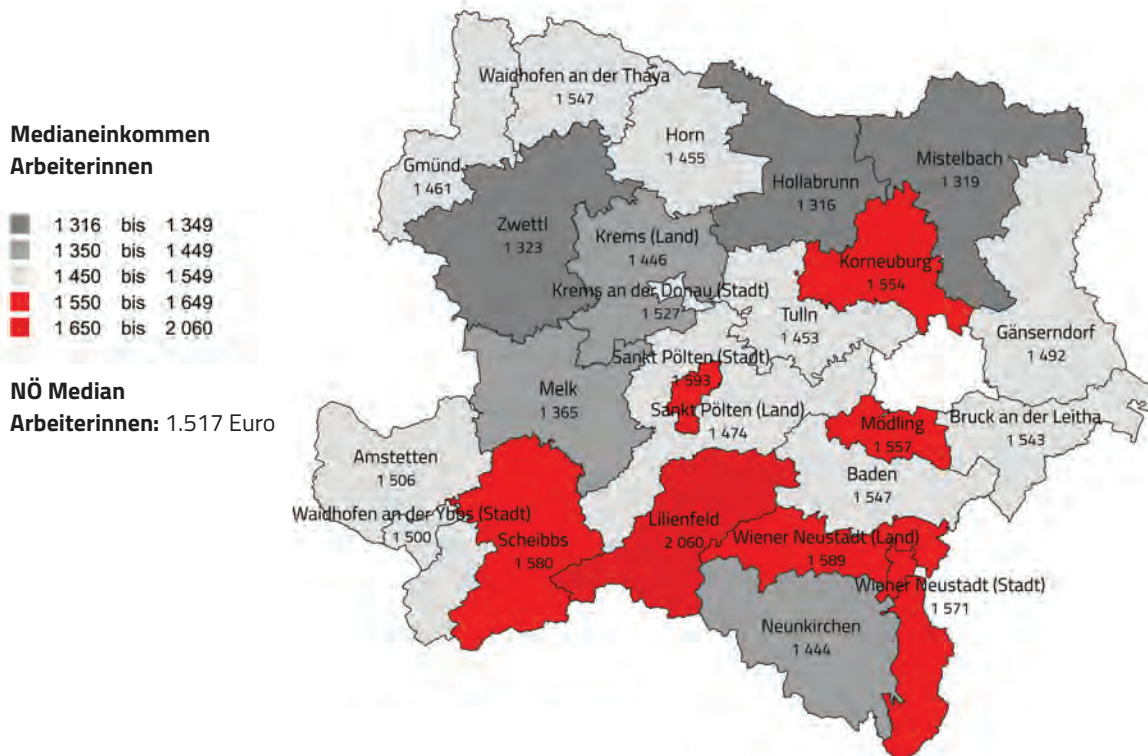 Medianeinkommen
Arbeiterinnen
1 316 bis 1 349
1 350 bis 1 449
1 450 bis 1 549
1 550 bis 1 649
1 650 bis 2 060
NÖ Median
Arbeiterinnen: 1.517 Euro
Waidhofen an der Thaya
1 547
Horn
1 455
Gmünd
1 461
Mistelbach
1 319
Hollabrunn
1 316
Zwettl
1 323
Krems (Land)
1 446
Korneuburg
1 554
Krems an der Donau (Stadt)
1 527
Tulln
1 453
Gänserndorf
1 492
Sankt Pölten (Stadt)
1 593
Melk
1 365
Sankt Pölten (Land)
1 474
Mödling
1 557
Bruck an der Leitha
1 543
Amstetten
1 506
Baden
1 547
Waidhofen an der Ybbs (Stadt)
1 500
Scheibbs
1 580
Lilienfeld
2 060
Wiener Neustadt (Land)
1 589
Wiener Neustadt (Stadt)
1 571
Neunkirchen
1 444